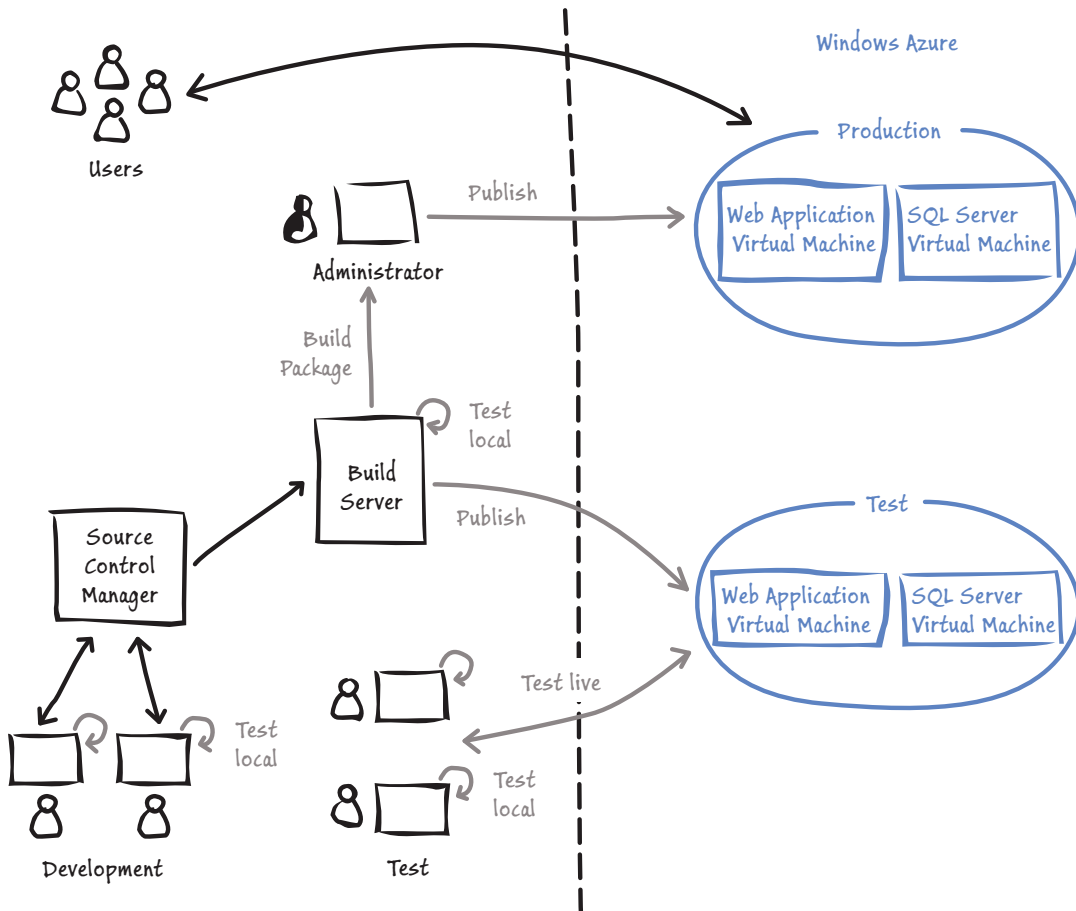 Windows Azure
Users
Production
Publish
Web Application
Virtual Machine
SQL Server
Virtual Machine
Administrator
Build
Package
Test
local
Build
Server
Publish
Source
Control
Manager
Test
Web Application
Virtual Machine
SQL Server
Virtual Machine
Test live
Test
local
Test
local
Development
Test